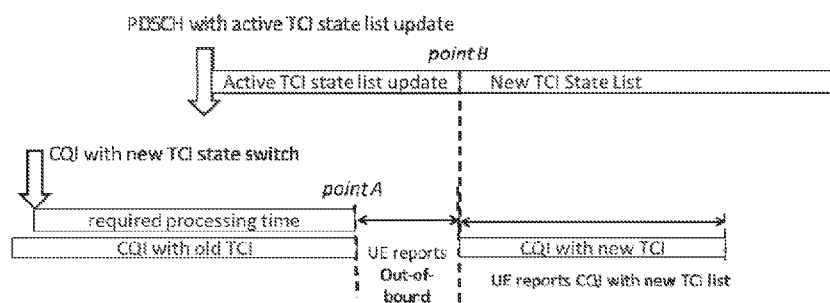 PDSCH with active TCI state list update
point B
Active TCI state list update
New TCI State List
CQI with new TCI state switch
point A
required processing time
CQI with old TCI
UE reports
Out-of-
bound
CQI with new TCI
UE reports CQI with new TCI list